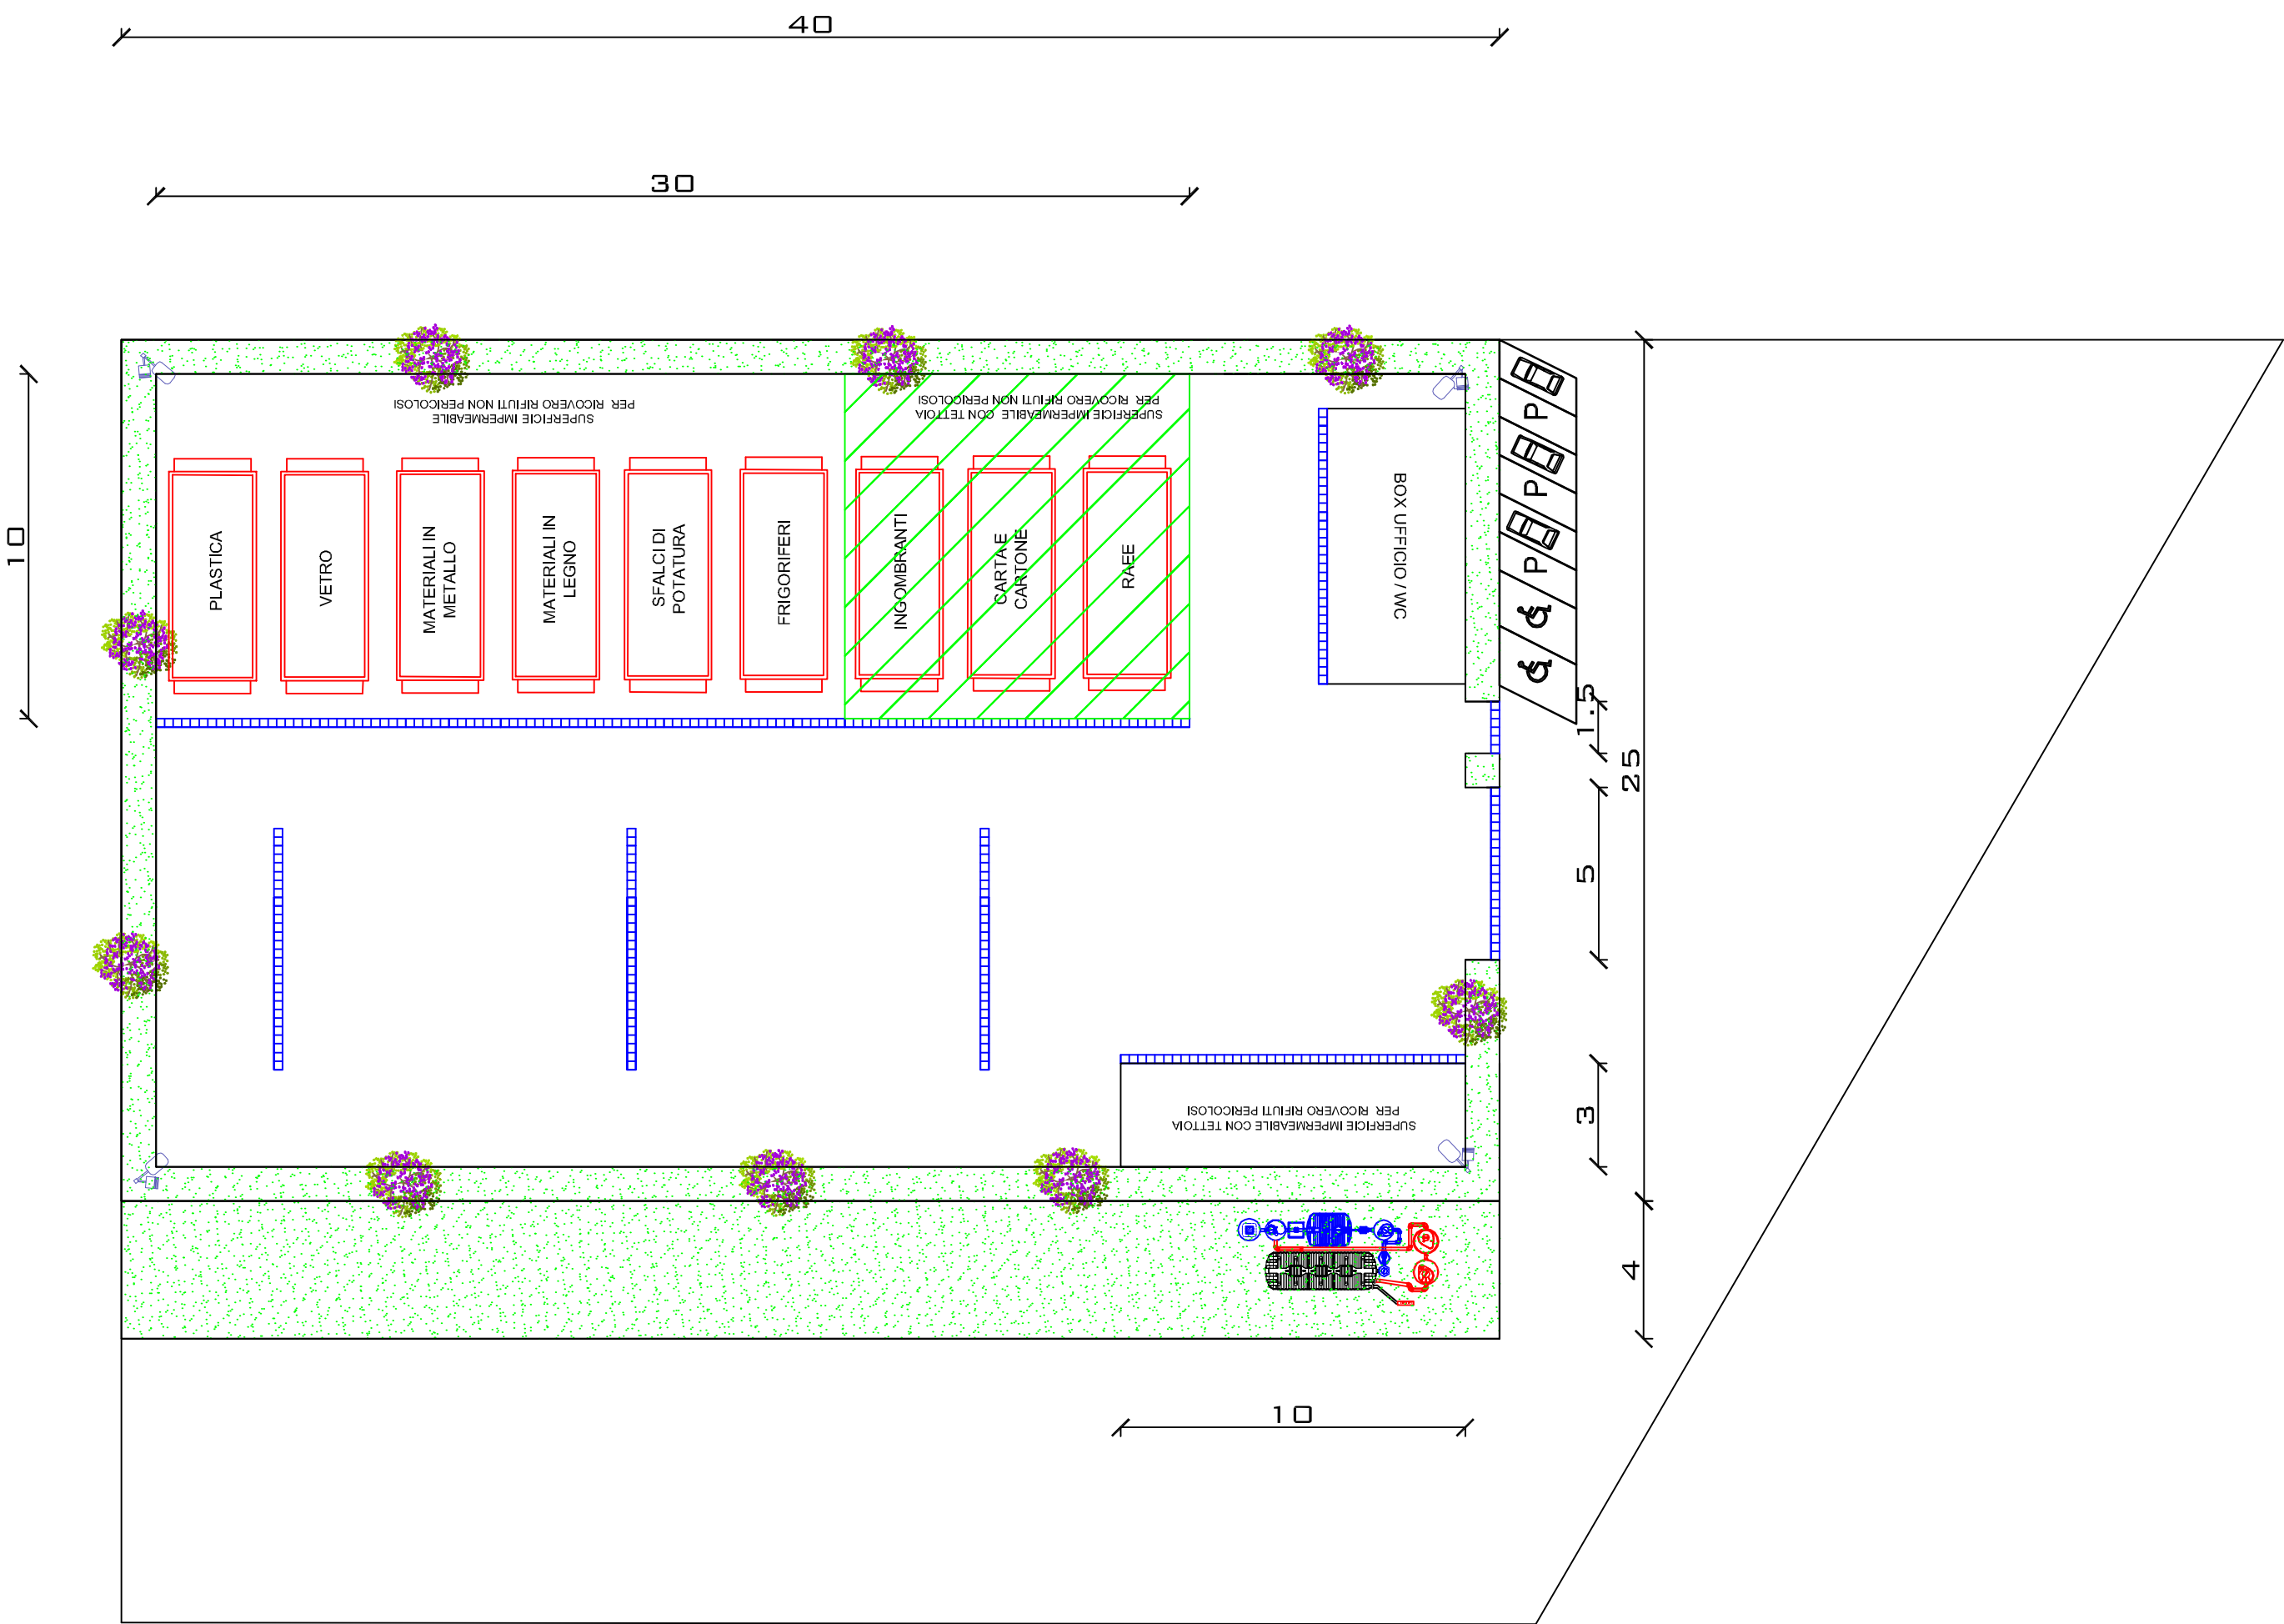 40
30
10
PER RICOVERO RIFIUTI NON PERICOLOSI
SUPERFICIE IMPERMEABILE
PER RICOVERO RIFIUTI NON PERICOLOSI
SUPERFICIE IMPERMEABILE CON TETTOIA
PLASTICA
VETRO
MATERIALI IN
METALLO
MATERIALI IN
LEGNO
SFALCI DI
POTATURA
FRIGORIFERI
INGOMBRANTI
CARTA E
CARTONE
RAEE
BOX UFFICIO / WC
P
P
P
1.5
25
5
3
PER RICOVERO RIFIUTI PERICOLOSI
SUPERFICIE IMPERMEABILE CON TETTOIA
4
10